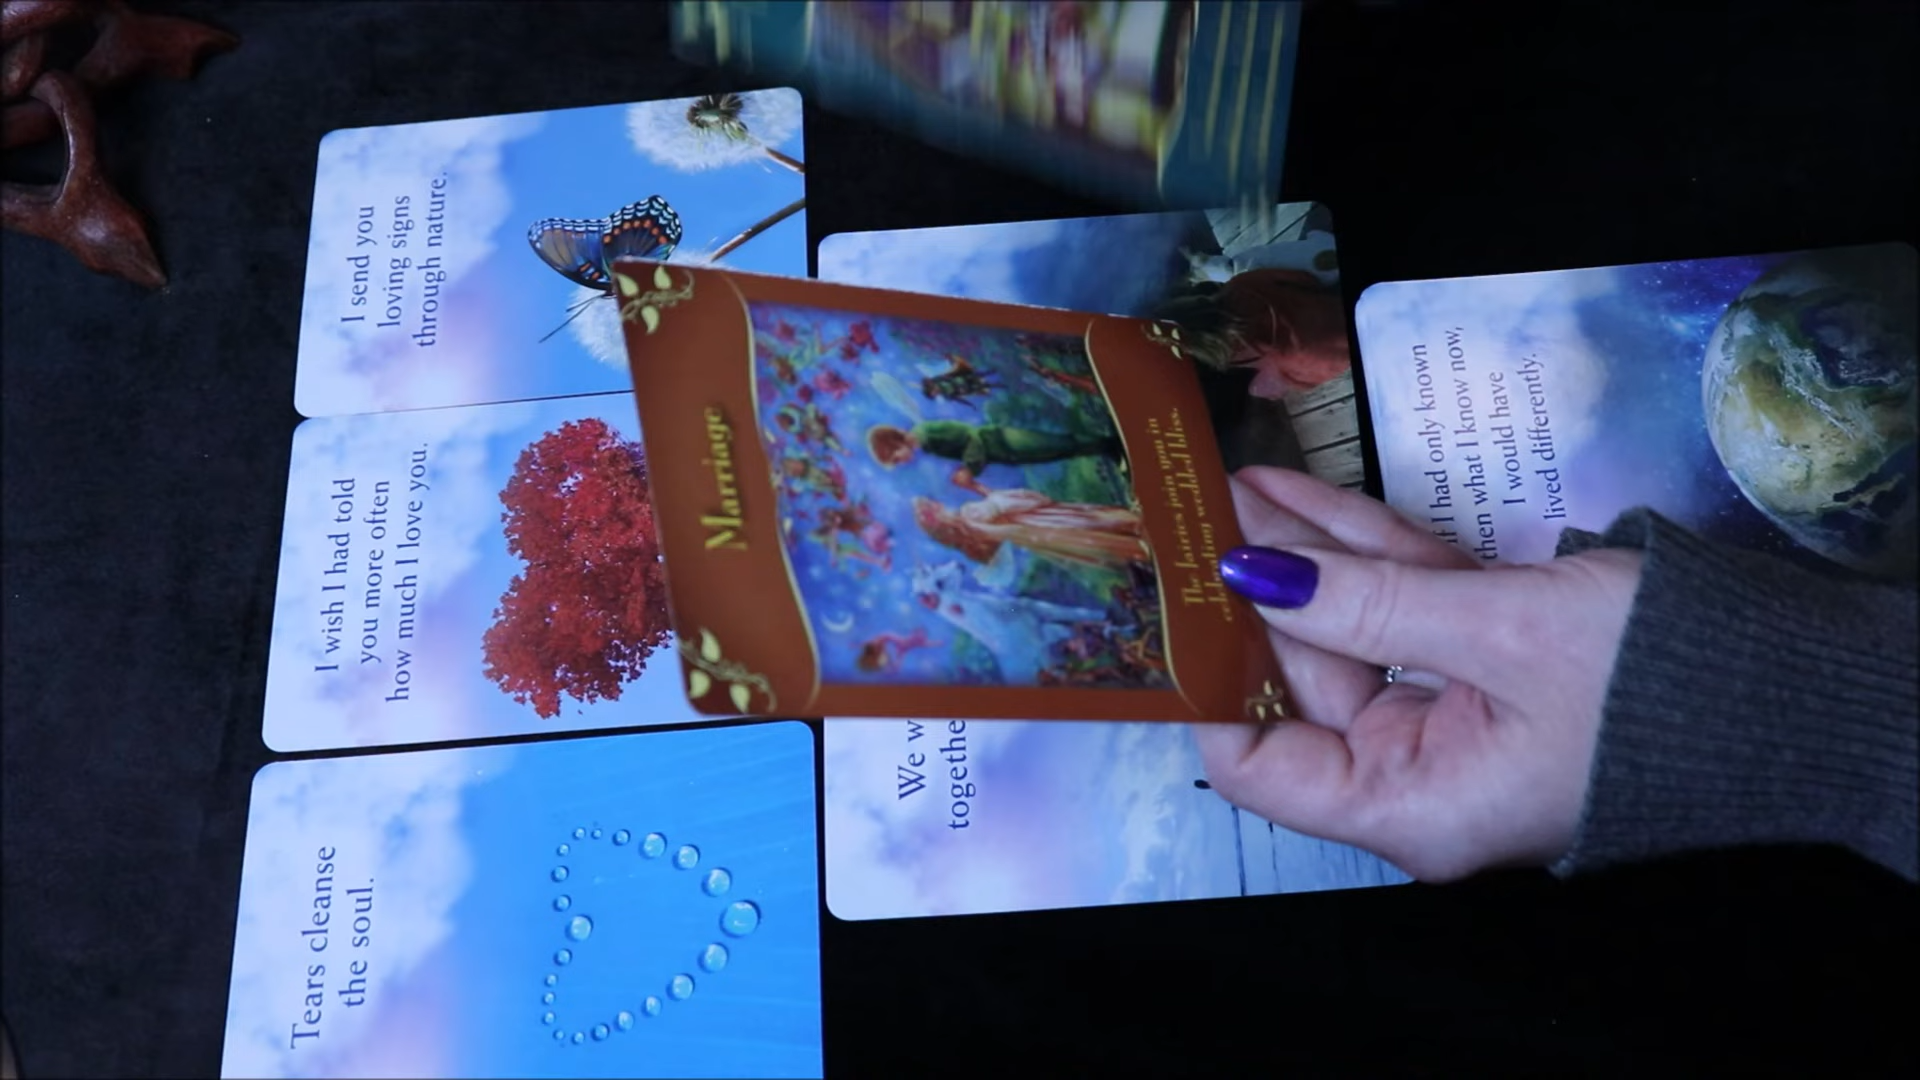 I send you
loving signs
through nature.
I wish I had told
you more often
how much I love you.
Tears cleanse
the soul.
Marriage
The fairies join you in
celebrating wedded bliss.
We w
togethe
If I had only known
then what I know now,
I would have
lived differently.